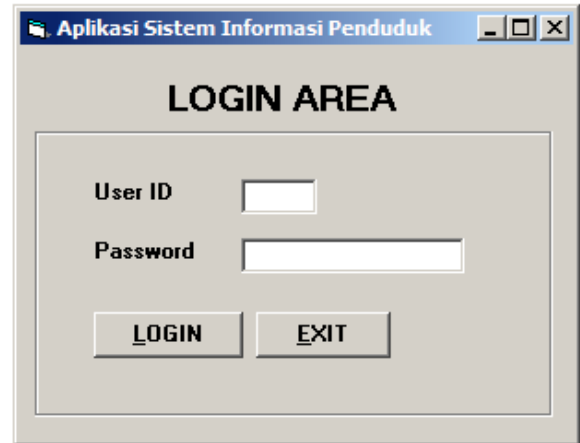 Aplikasi Sistem Informasi Penduduk
LOGIN AREA
User ID
Password
LOGIN EXIT